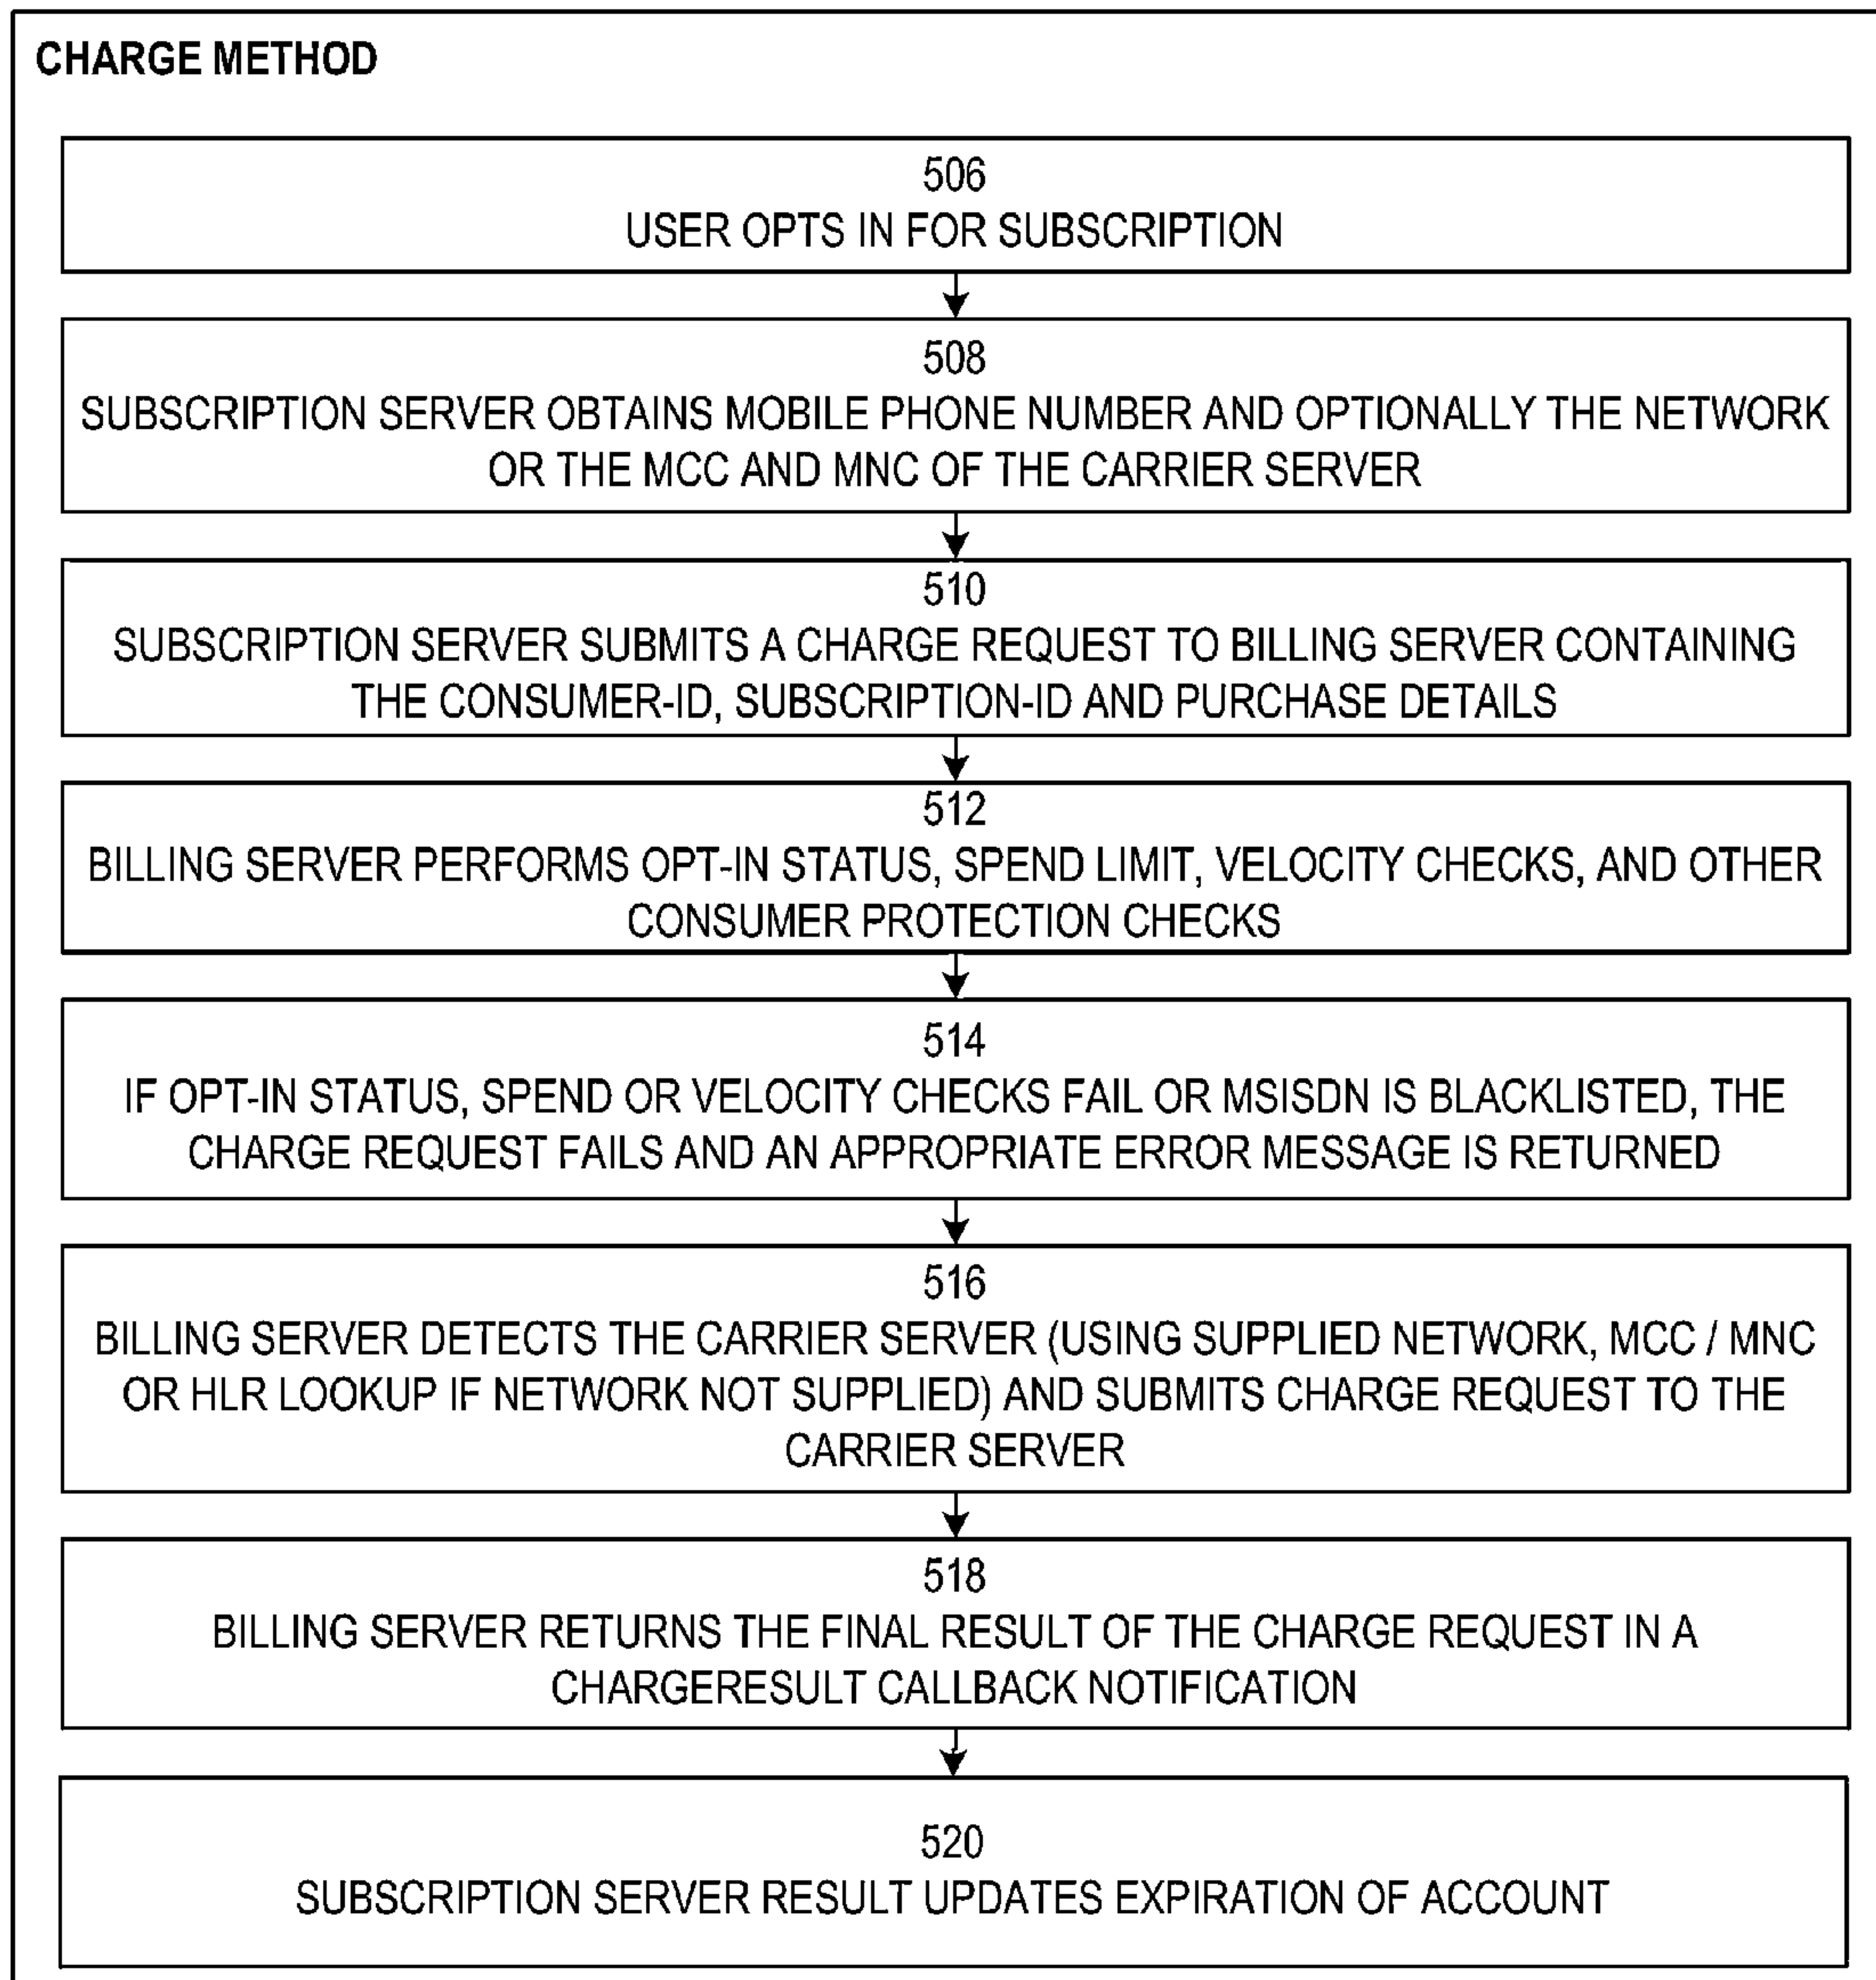 CHARGE METHOD
506
USER OPTS IN FOR SUBSCRIPTION
508
SUBSCRIPTION SERVER OBTAINS MOBILE PHONE NUMBER AND OPTIONALLY THE NETWORK
OR THE MCC AND MNC OF THE CARRIER SERVER
510
SUBSCRIPTION SERVER SUBMITS A CHARGE REQUEST TO BILLING SERVER CONTAINING
THE CONSUMER-ID, SUBSCRIPTION-ID AND PURCHASE DETAILS
512
BILLING SERVER PERFORMS OPT-IN STATUS, SPEND LIMIT, VELOCITY CHECKS, AND OTHER
CONSUMER PROTECTION CHECKS
514
IF OPT-IN STATUS, SPEND OR VELOCITY CHECKS FAIL OR MSISDN IS BLACKLISTED, THE
CHARGE REQUEST FAILS AND AN APPROPRIATE ERROR MESSAGE IS RETURNED
516
BILLING SERVER DETECTS THE CARRIER SERVER (USING SUPPLIED NETWORK, MCC / MNC
OR HLR LOOKUP IF NETWORK NOT SUPPLIED) AND SUBMITS CHARGE REQUEST TO THE
CARRIER SERVER
518
BILLING SERVER RETURNS THE FINAL RESULT OF THE CHARGE REQUEST IN A
CHARGERESULT CALLBACK NOTIFICATION
520
SUBSCRIPTION SERVER RESULT UPDATES EXPIRATION OF ACCOUNT